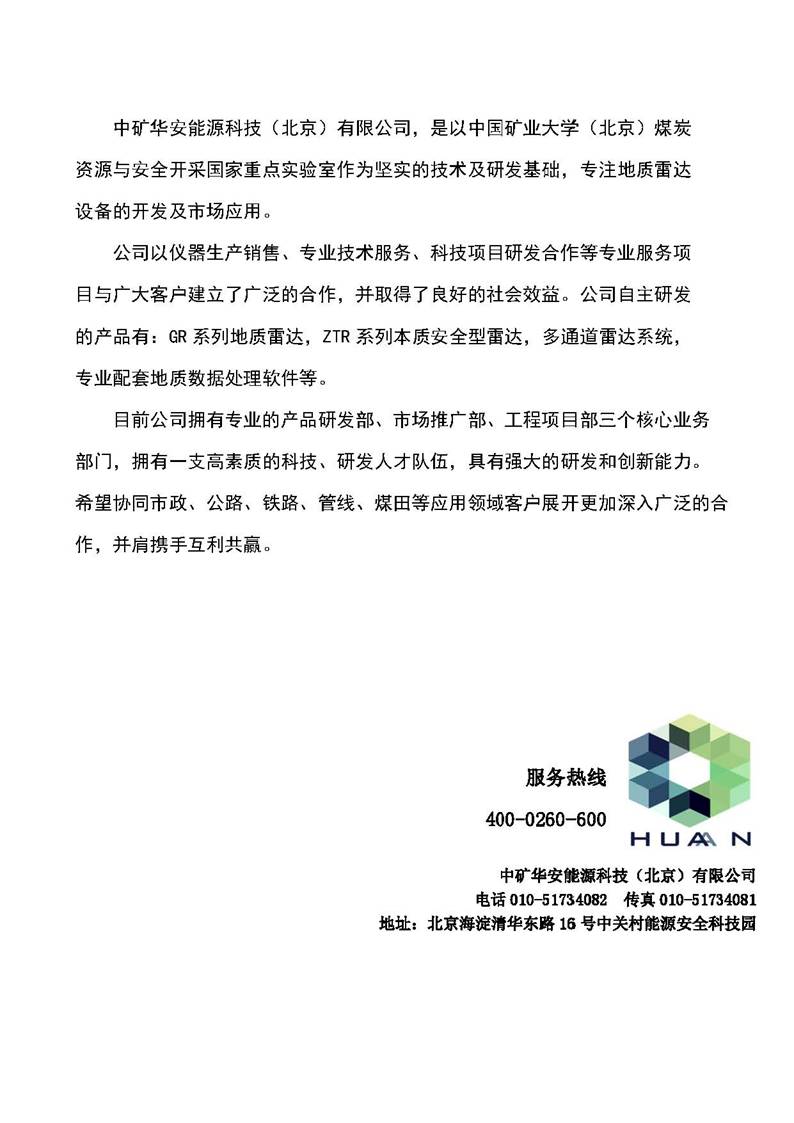 中矿华安能源科技（北京）有限公司，是以中国矿业大学（北京）煤炭
资源与安全开采国家重点实验室作为坚实的技术及研发基础，专注地质雷达
设备的开发及市场应用。
公司以仪器生产销售、专业技术服务、科技项目研发合作等专业服务项
目与广大客户建立了广泛的合作，并取得了良好的社会效益。公司自主研发
的产品有：GR 系列地质雷达，ZTR 系列本质安全型雷达，多通道雷达系统，
专业配套地质数据处理软件等。
目前公司拥有专业的产品研发部、市场推广部、工程项目部三个核心业务
部门，拥有一支高素质的科技、研发人才队伍，具有强大的研发和创新能力。
希望协同市政、公路、铁路、管线、煤田等应用领域客户展开更加深入广泛的合
作，并肩携手互利共赢。
服务热线
400-0260-600
HUAAN
中矿华安能源科技（北京）有限公司
电话 010-51734082 传真 010-51734081
地址：北京海淀清华东路 16 号中关村能源安全科技园